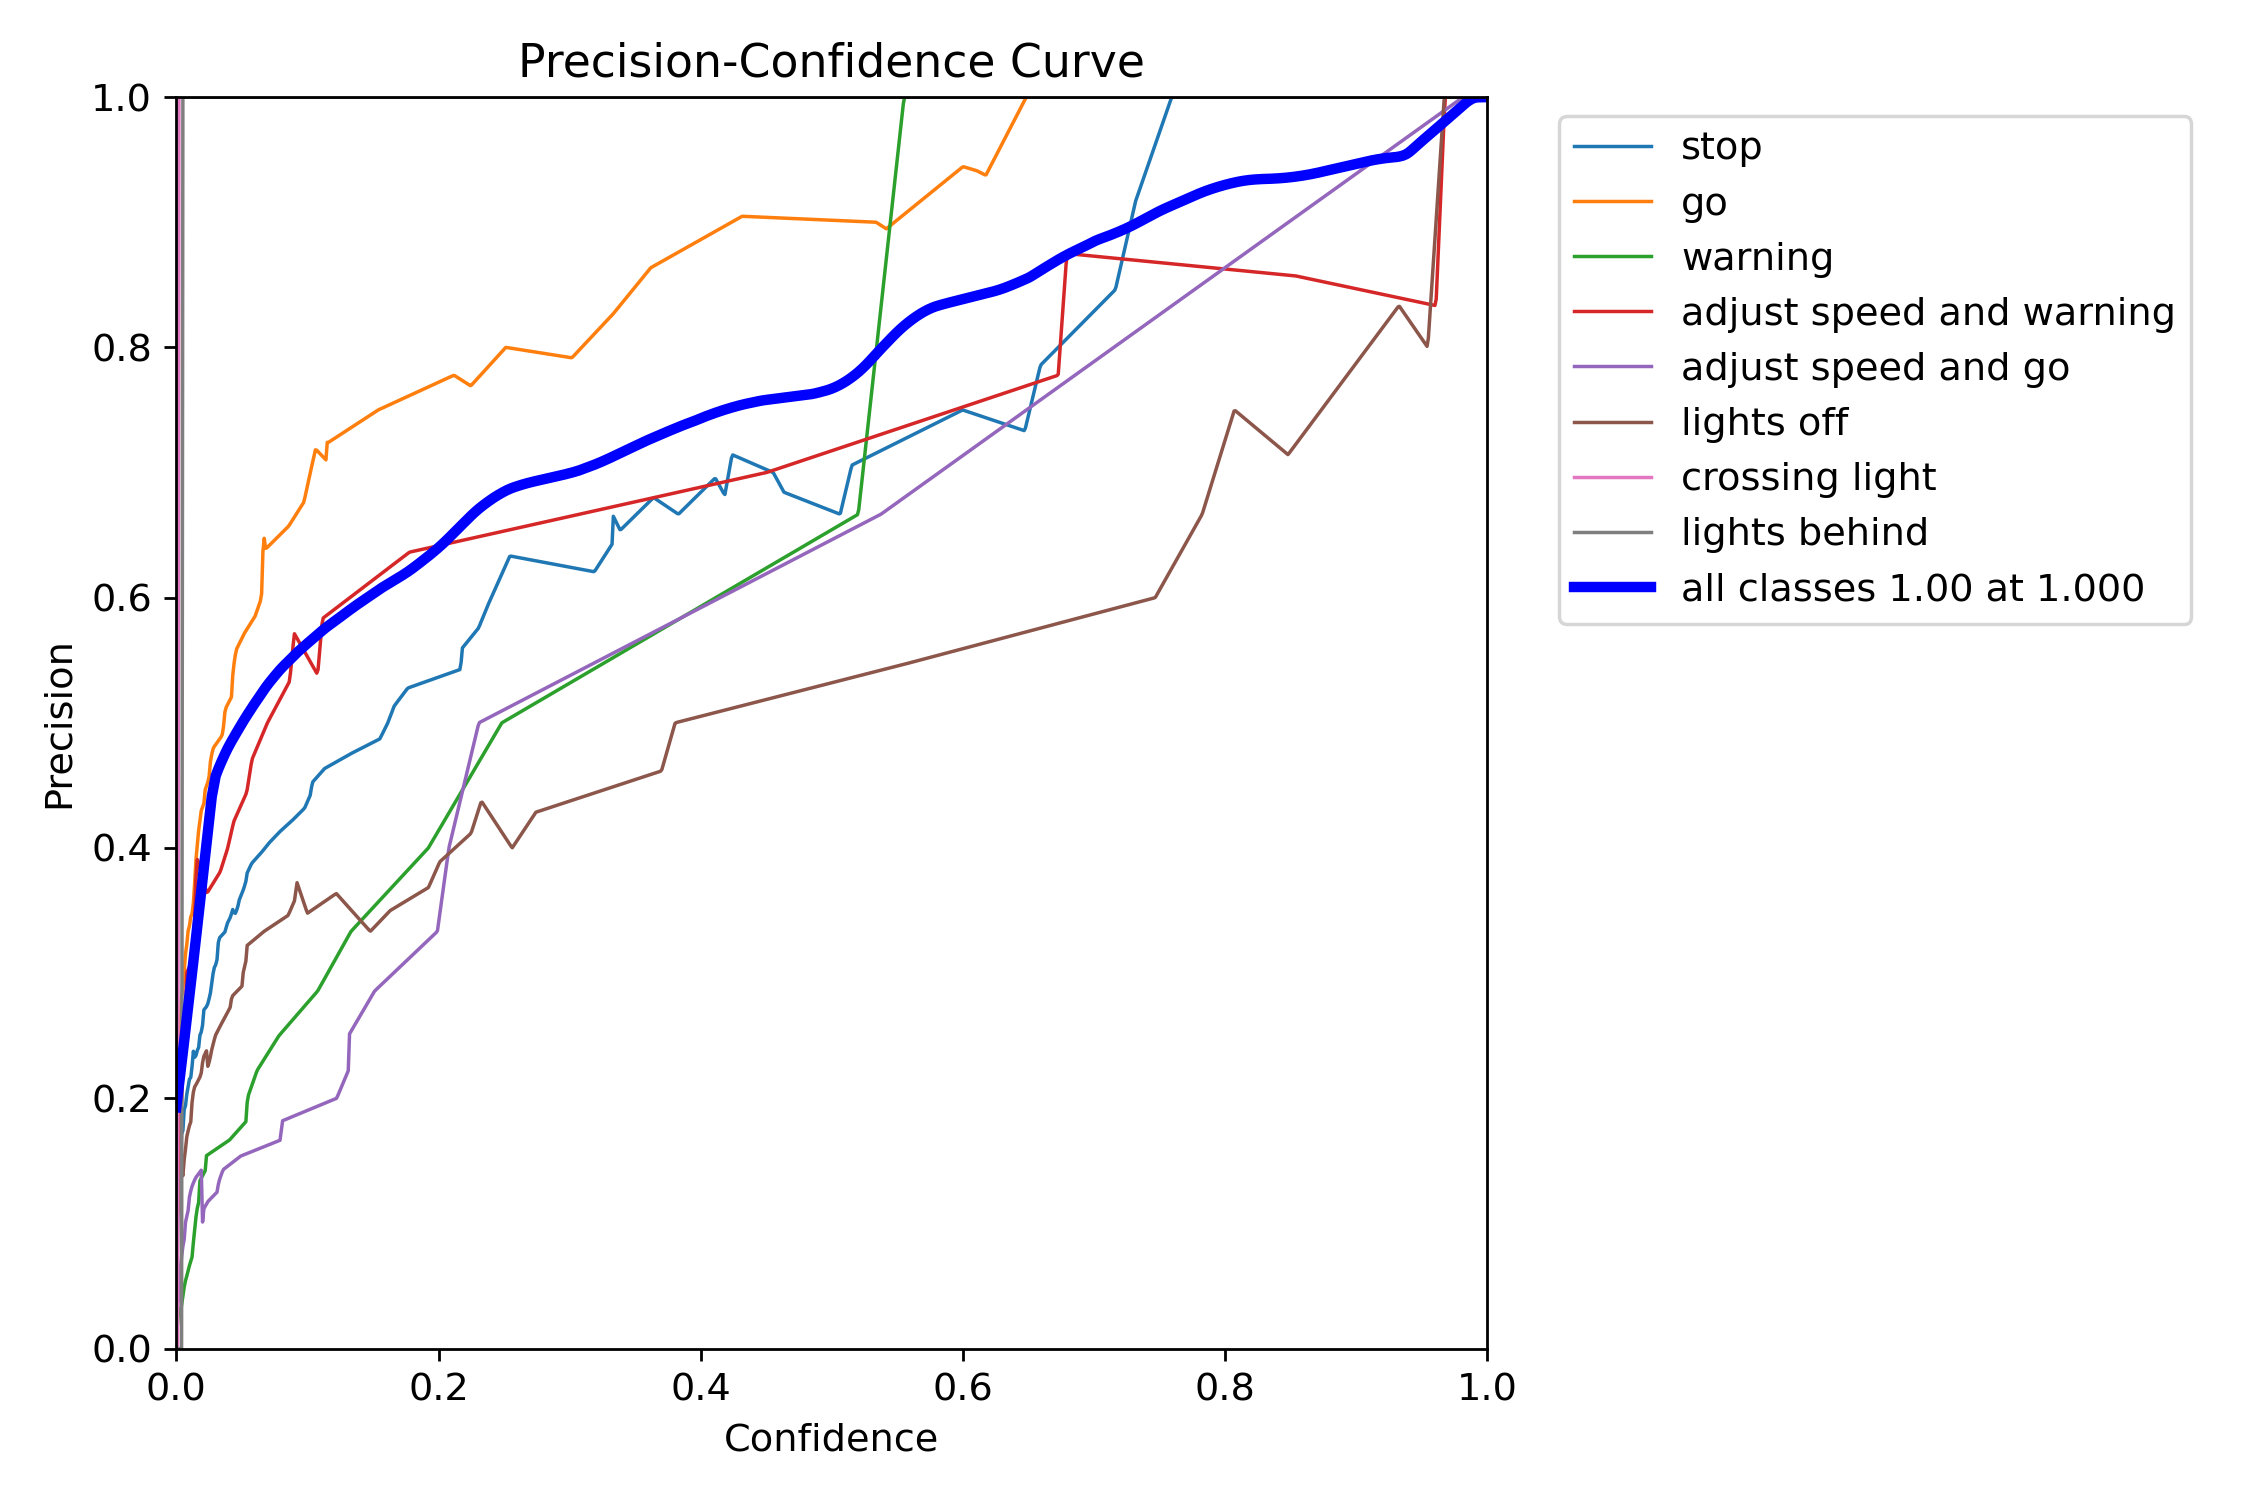 Precision-Confidence Curve
1.0
0.8
0.6
0.4
0.2
0.0
Precision
0.0 0.2 0.4 0.6 0.8 1.0
Confidence
stop
go
warning
adjust speed and warning
adjust speed and go
lights off
crossing light
lights behind
all classes 1.00 at 1.000